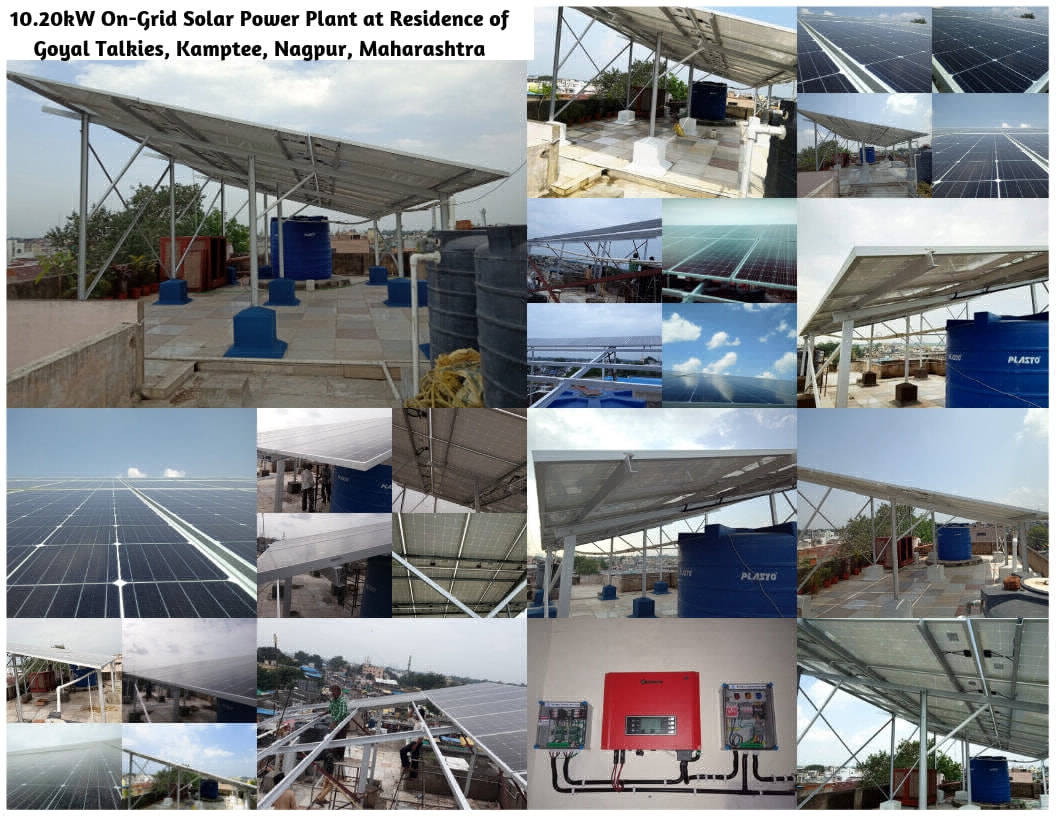 10.20kW On-Grid Solar Power Plant at Residence of
Goyal Talkies, Kamptee, Nagpur, Maharashtra
PLASTO
PLASTO